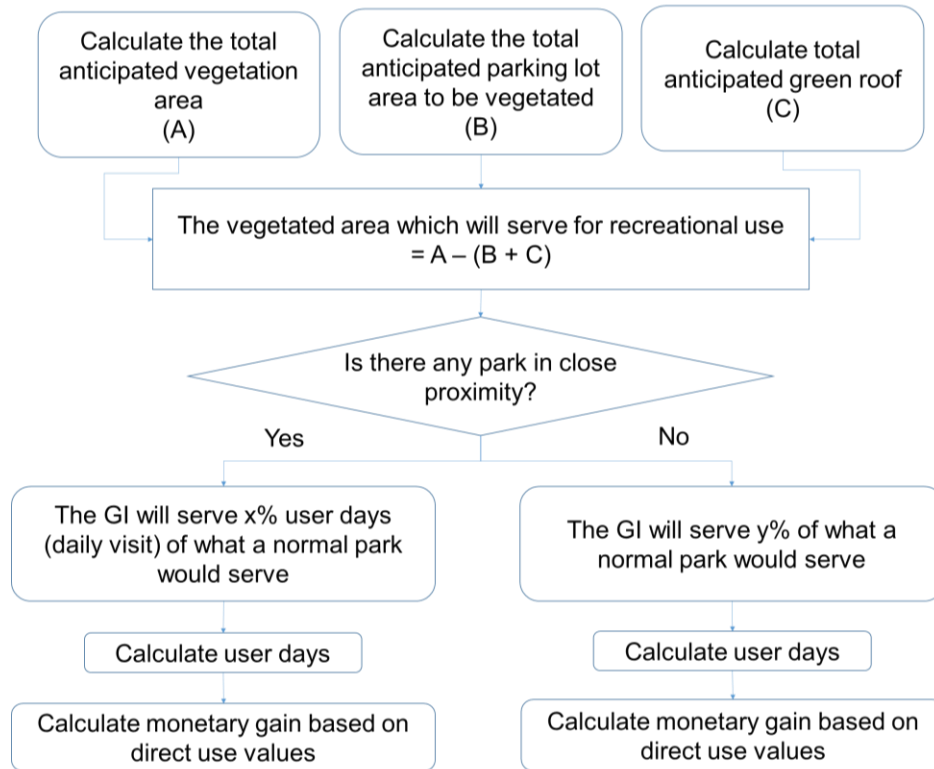 Calculate the total
anticipated vegetation
area
(A)
Calculate the total
anticipated parking lot
area to be vegetated
(B)
Calculate total
anticipated green roof
(C)
The vegetated area which will serve for recreational use
= A – (B + C)
Is there any park in close
proximity?
Yes
No
The GI will serve x% user days
(daily visit) of what a normal park
would serve
The GI will serve y% of what a
normal park would serve
Calculate user days
Calculate user days
Calculate monetary gain based on
direct use values
Calculate monetary gain based on
direct use values